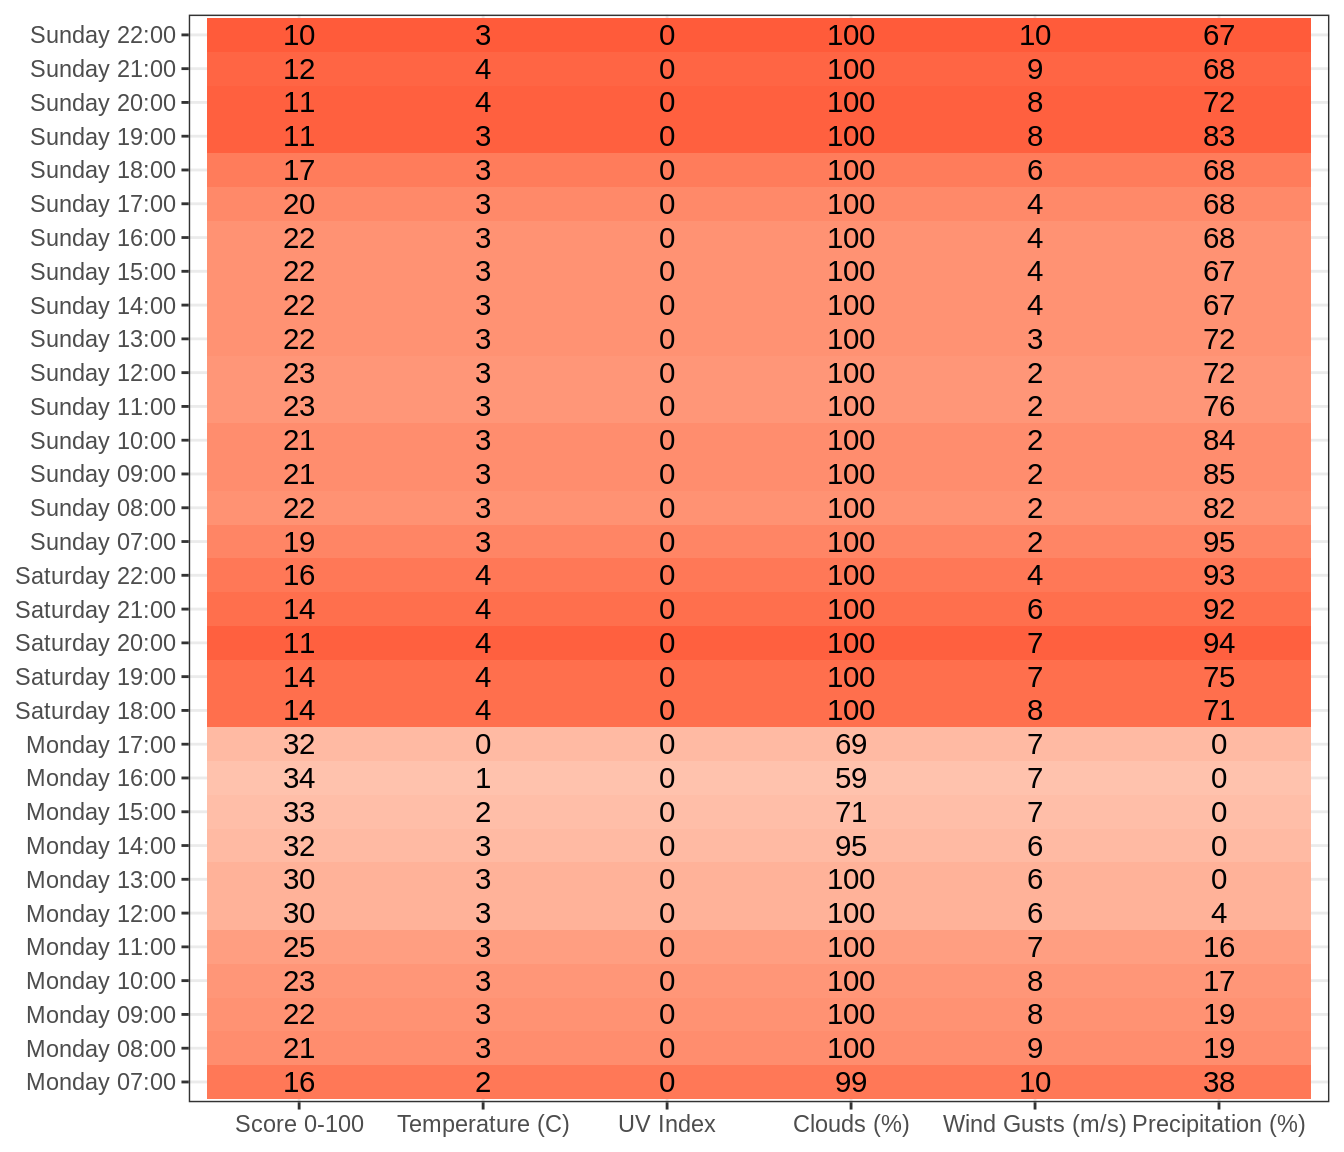 Sunday 22:00 10 3 0 100 10 67
Sunday 21:00 12 4 0 100 9 68
Sunday 20:00 11 4 0 100 8 72
Sunday 19:00 11 3 0 100 8 83
Sunday 18:00 17 3 0 100 6 68
Sunday 17:00 20 3 0 100 4 68
Sunday 16:00 22 3 0 100 4 68
Sunday 15:00 22 3 0 100 4 67
Sunday 14:00 22 3 0 100 4 67
Sunday 13:00 22 3 0 100 3 72
Sunday 12:00 23 3 0 100 2 72
Sunday 11:00 23 3 0 100 2 76
Sunday 10:00 21 3 0 100 2 84
Sunday 09:00 21 3 0 100 2 85
Sunday 08:00 22 3 0 100 2 82
Sunday 07:00 19 3 0 100 2 95
Saturday 22:00 16 4 0 100 4 93
Saturday 21:00 14 4 0 100 6 92
Saturday 20:00 11 4 0 100 7 94
Saturday 19:00 14 4 0 100 7 75
Saturday 18:00 14 4 0 100 8 71
Monday 17:00 32 0 0 69 7 0
Monday 16:00 34 1 0 59 7 0
Monday 15:00 33 2 0 71 7 0
Monday 14:00 32 3 0 95 6 0
Monday 13:00 30 3 0 100 6 0
Monday 12:00 30 3 0 100 6 4
Monday 11:00 25 3 0 100 7 16
Monday 10:00 23 3 0 100 8 17
Monday 09:00 22 3 0 100 8 19
Monday 08:00 21 3 0 100 9 19
Monday 07:00 16 2 0 99 10 38
Score 0-100 Temperature (C) UV Index Clouds (%) Wind Gusts (m/s) Precipitation (%)